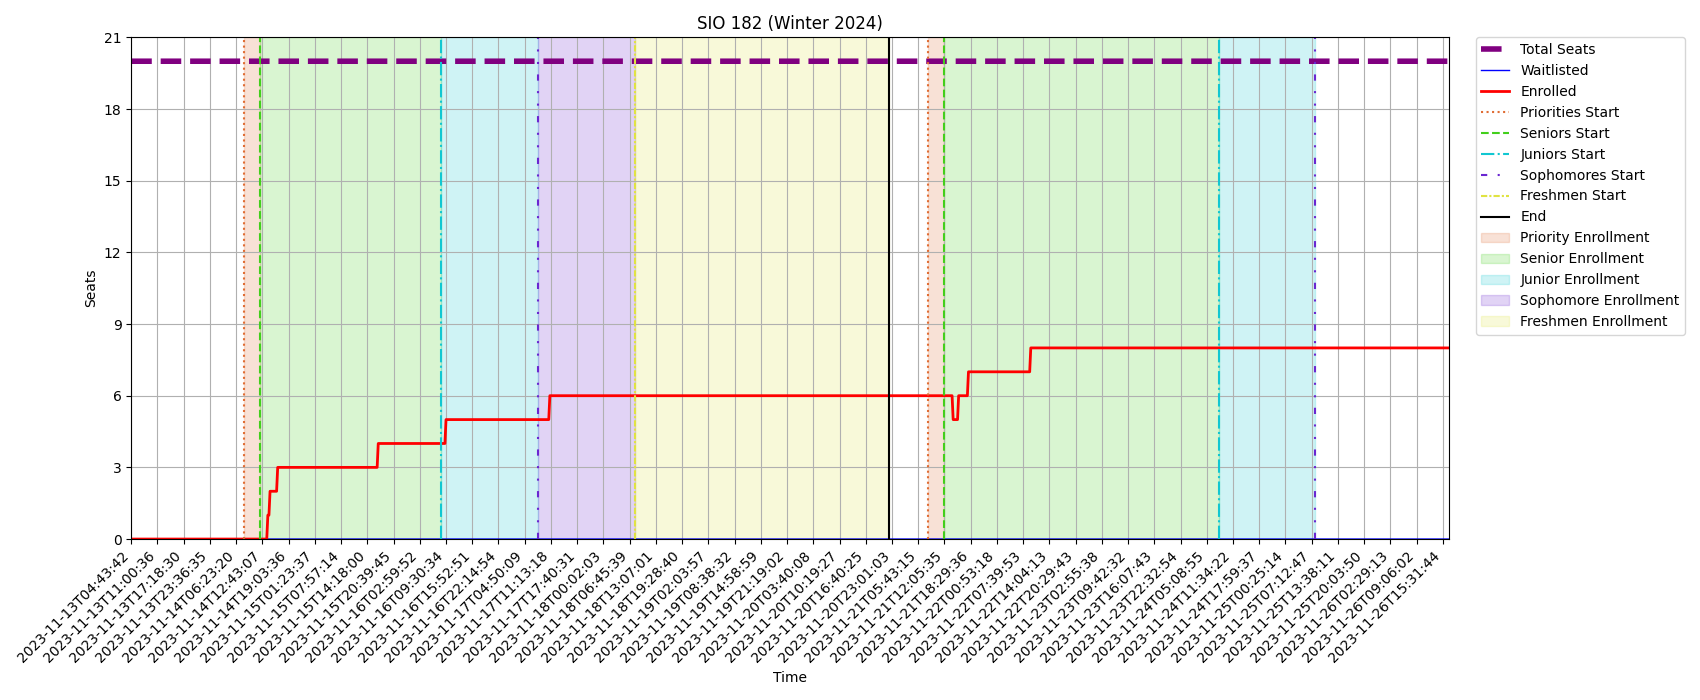 SIO 182 (Winter 2024)
21
18
15
12
9
6
3
0
Seats
2023-11-13T04:43:42
2023-11-13T11:00:36
2023-11-13T17:18:30
2023-11-13T23:36:35
2023-11-14T06:23:20
2023-11-14T12:43:07
2023-11-14T19:03:36
2023-11-15T01:23:37
2023-11-15T07:57:14
2023-11-15T14:18:00
2023-11-15T20:39:45
2023-11-16T02:59:52
2023-11-16T09:30:34
2023-11-16T15:52:51
2023-11-16T22:14:54
2023-11-17T04:50:09
2023-11-17T11:13:18
2023-11-17T17:40:31
2023-11-18T00:02:03
2023-11-18T06:45:39
2023-11-18T13:07:01
2023-11-18T19:28:40
2023-11-19T02:03:57
2023-11-19T08:38:32
2023-11-19T14:58:59
2023-11-19T21:19:02
2023-11-20T03:40:08
2023-11-20T10:19:27
2023-11-20T16:40:25
2023-11-20T23:01:03
2023-11-21T05:43:15
2023-11-21T12:05:35
2023-11-21T18:29:36
2023-11-22T00:53:18
2023-11-22T07:39:53
2023-11-22T14:04:13
2023-11-22T20:29:43
2023-11-23T02:55:38
2023-11-23T09:42:32
2023-11-23T16:07:43
2023-11-23T22:32:54
2023-11-24T05:08:55
2023-11-24T11:34:22
2023-11-24T17:59:37
2023-11-25T00:25:14
2023-11-25T07:12:47
2023-11-25T13:38:11
2023-11-25T20:03:50
2023-11-26T02:29:13
2023-11-26T09:06:02
2023-11-26T15:31:44
Time
Total Seats
Waitlisted
Enrolled
Priorities Start
Seniors Start
Juniors Start
Sophomores Start
Freshmen Start
End
Priority Enrollment
Senior Enrollment
Junior Enrollment
Sophomore Enrollment
Freshmen Enrollment